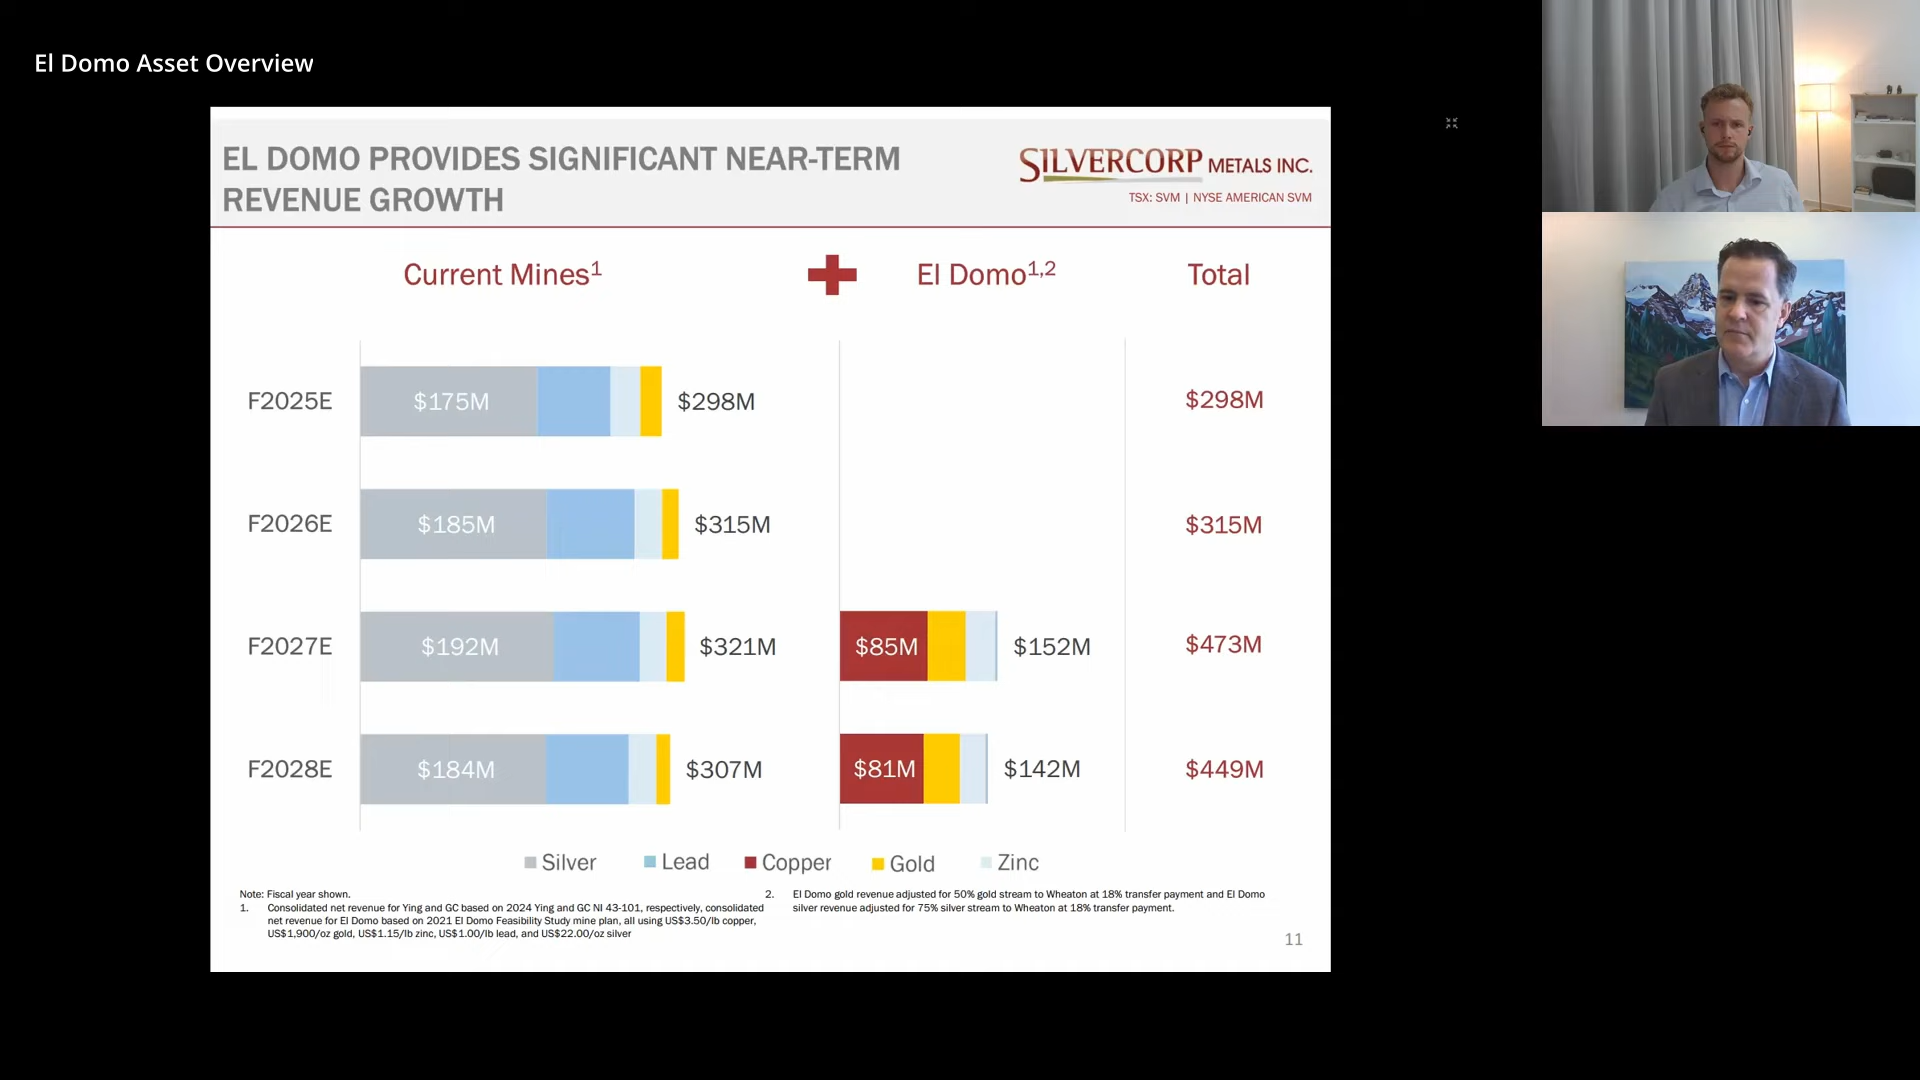 El Domo Asset Overview
EL DOMO PROVIDES SIGNIFICANT NEAR-TERM
REVENUE GROWTH
SILVERCORP METALS INC.
TSX: SVM | NYSE AMERICAN SVM
Current Mines1
El Domo1,2
Total
F2025E
$175M
$298M
$298M
F2026E
$185M
$315M
$315M
F2027E
$192M
$321M
$85M
$152M
$473M
F2028E
$184M
$307M
$81M
$142M
$449M
Silver
Lead
Copper
Gold
Zinc
Note: Fiscal year shown.
1. Consolidated net revenue for Ying and GC based on 2024 Ying and GC NI 43-101, respectively, consolidated
net revenue for El Domo based on 2021 El Domo Feasibility Study mine plan, all using US$3.50/lb copper,
US$1,900/oz gold, US$1.15/lb zinc, US$1.00/lb lead, and US$22.00/oz silver
2. El Domo gold revenue adjusted for 50% gold stream to Wheaton at 18% transfer payment and El Domo
silver revenue adjusted for 75% silver stream to Wheaton at 18% transfer payment.
11